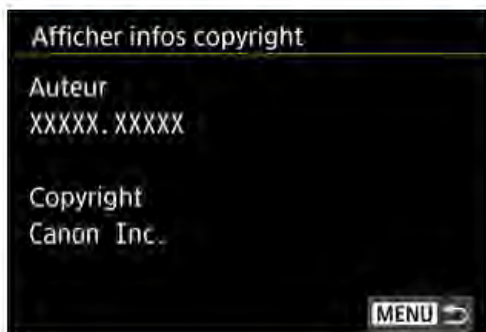 Afficher infos copyright
Auteur
XXXXX.XXXXX
Copyright
Canon Inc.
MENU